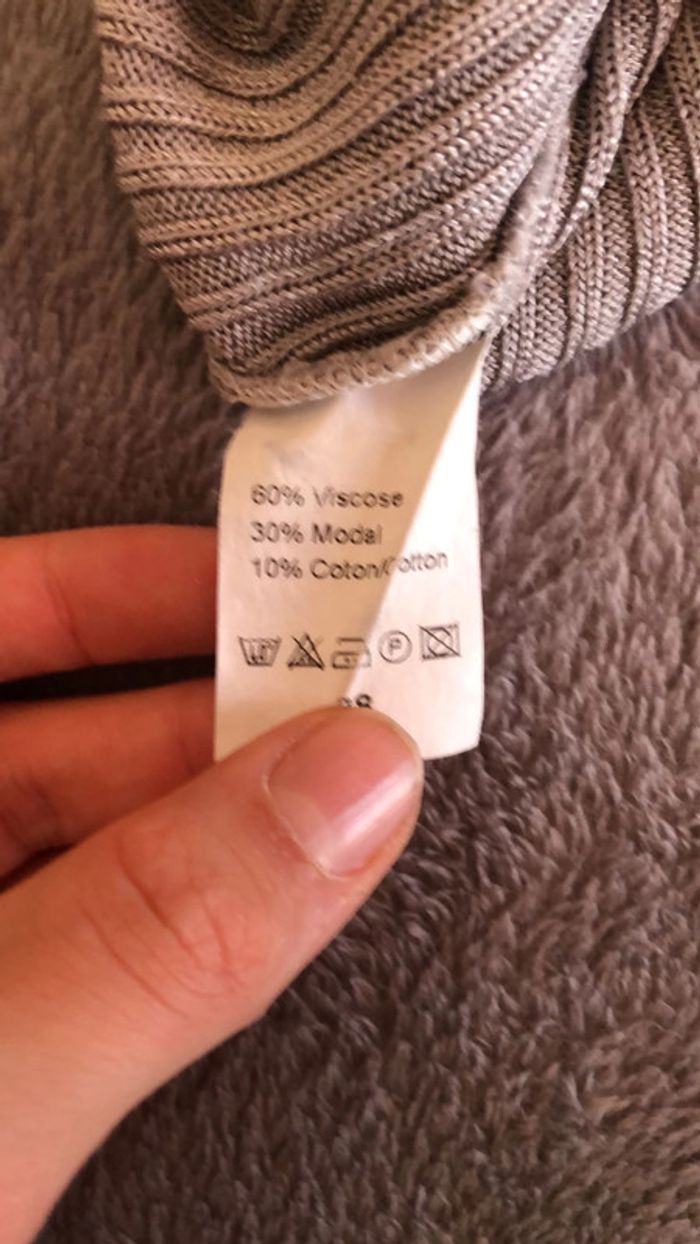 60% Viscose
30% Modal
10% Coton/Cotton
P